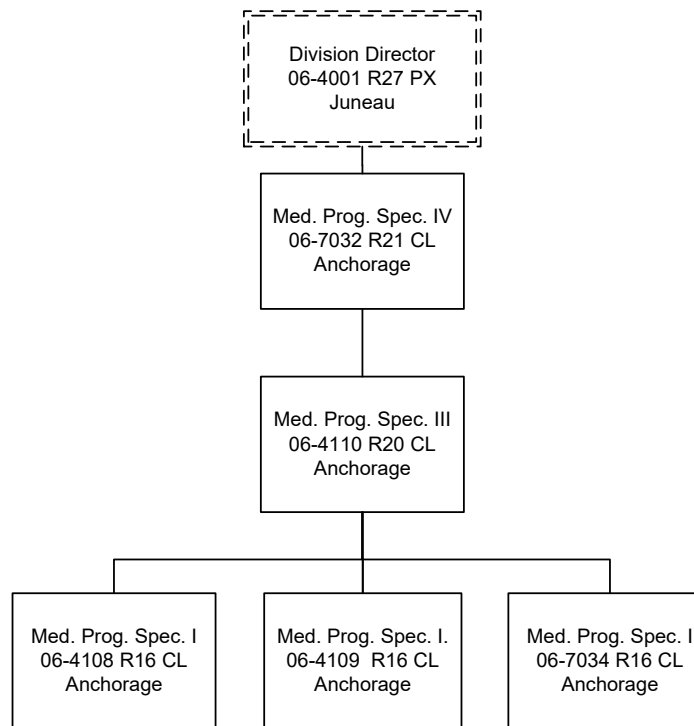 Division Director
06-4001 R27 PX
Juneau
Med. Prog. Spec. IV
06-7032 R21 CL
Anchorage
Med. Prog. Spec. III
06-4110 R20 CL
Anchorage
Med. Prog. Spec. I
06-4108 R16 CL
Anchorage
Med. Prog. Spec. I.
06-4109  R16 CL
Anchorage
Med. Prog. Spec. I
06-7034 R16 CL
Anchorage